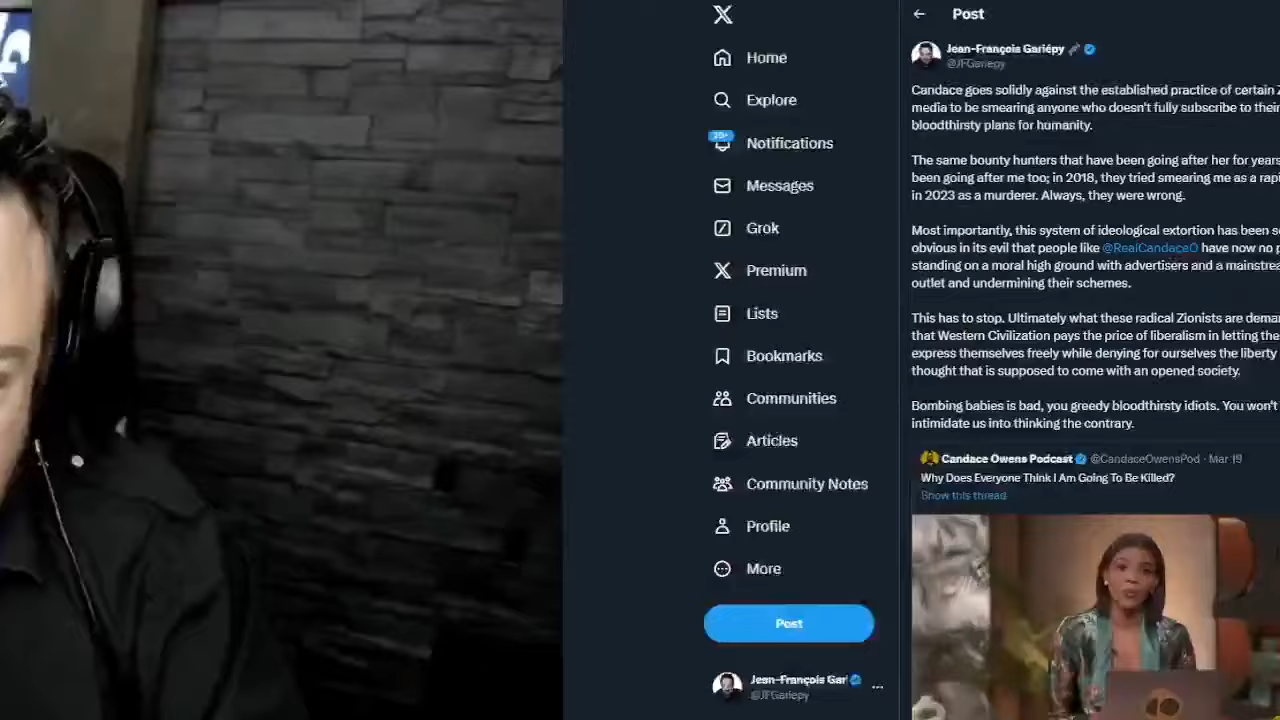 Home
Explore
20+
Notifications
Messages
Grok
Premium
Lists
Bookmarks
Communities
Articles
Community Notes
Profile
More
Post
Jean-François Gar
@JFGariepy
Post
Jean-François Gariépy
@JFGariepy
Candace goes solidly against the established practice of certain
media to be smearing anyone who doesn't fully subscribe to their
bloodthirsty plans for humanity.
The same bounty hunters that have been going after her for years
been going after me too; in 2018, they tried smearing me as a
in 2023 as a murderer. Always, they were wrong.
Most importantly, this system of ideological extortion has been
obvious in its evil that people like @RealCandaceO have now no
standing on a moral high ground with advertisers and a
outlet and undermining their schemes.
This has to stop. Ultimately what these radical Zionists are
that Western Civilization pays the price of liberalism in letting
express themselves freely while denying for ourselves the liberty
thought that is supposed to come with an opened society.
Bombing babies is bad, you greedy bloodthirsty idiots. You won't
intimidate us into thinking the contrary.
Candace Owens Podcast @CandaceOwensPod · Mar 19
Why Does Everyone Think I Am Going To Be Killed?
Show this thread